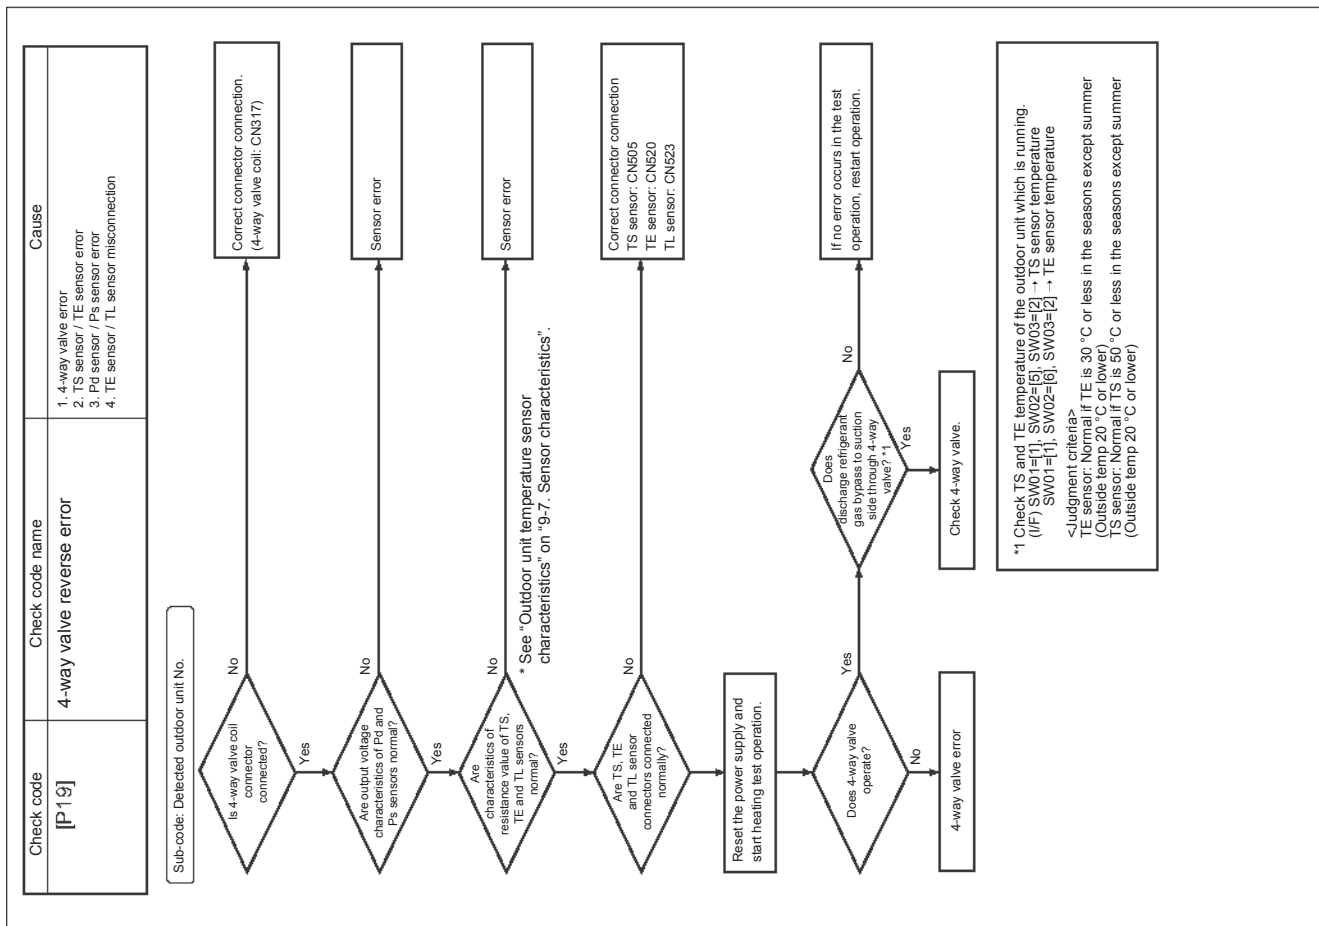 Check code
Check code name
Cause
[P19]
4-way valve reverse error
1. 4-way valve error
2. TS sensor / TE sensor error
3. Pd sensor / Ps sensor error
4. TE sensor / TL sensor misconnection
Sub-code: Detected outdoor unit No.
Is 4-way valve coil
connector
connected?
No
Correct connector connection.
(4-way valve coil: CN317)
Yes
Are output voltage
characteristics of Pd and
Ps sensors normal?
No
Sensor error
Yes
Are
characteristics of
resistance value of TS,
TE and TL sensors
normal?
No
Sensor error
* See “Outdoor unit temperature sensor
characteristics” on “9-7. Sensor characteristics”.
Yes
Are TS, TE
and TL sensor
connectors connected
normally?
No
Correct connector connection
TS sensor: CN505
TE sensor: CN520
TL sensor: CN523
Reset the power supply and
start heating test operation.
Does 4-way valve
operate?
Yes
No
4-way valve error
Does
discharge refrigerant
gas bypass to suction
side through 4-way
valve? *1
No
If no error occurs in the test
operation, restart operation.
Yes
Check 4-way valve.
*1 Check TS and TE temperature of the outdoor unit which is running.
(I/F) SW01=[1], SW02=[5], SW03=[2] → TS sensor temperature
SW01=[1], SW02=[6], SW03=[2] → TE sensor temperature
<Judgment criteria>
TE sensor: Normal if TE is 30 °C or less in the seasons except summer
(Outside temp 20 °C or lower)
TS sensor: Normal if TS is 50 °C or less in the seasons except summer
(Outside temp 20 °C or lower)